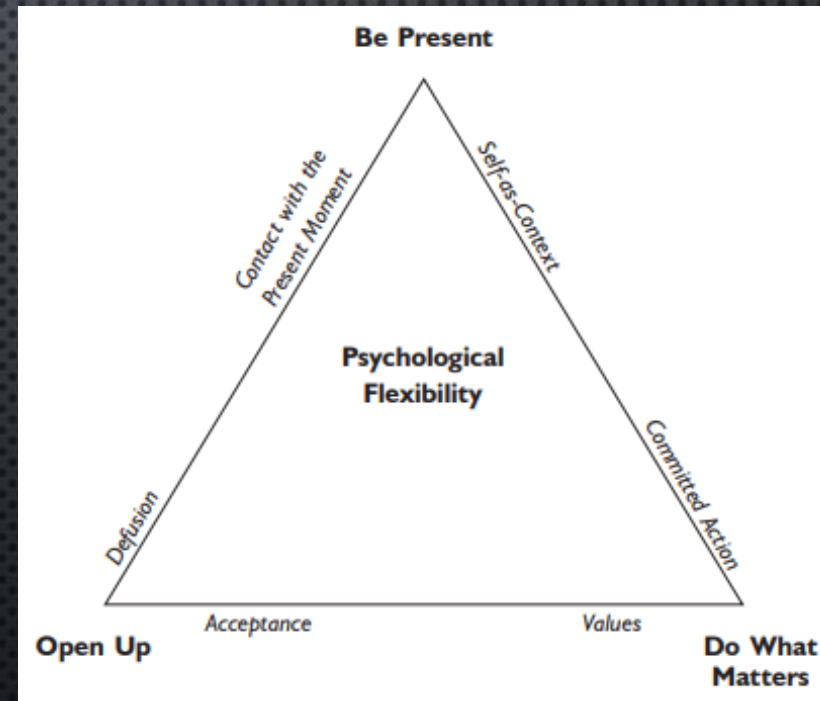 Be Present
Contact with the
Present Moment
Self-as-Context
Psychological
Flexibility
Defusion
Committed Action
Acceptance
Values
Open Up
Do What
Matters